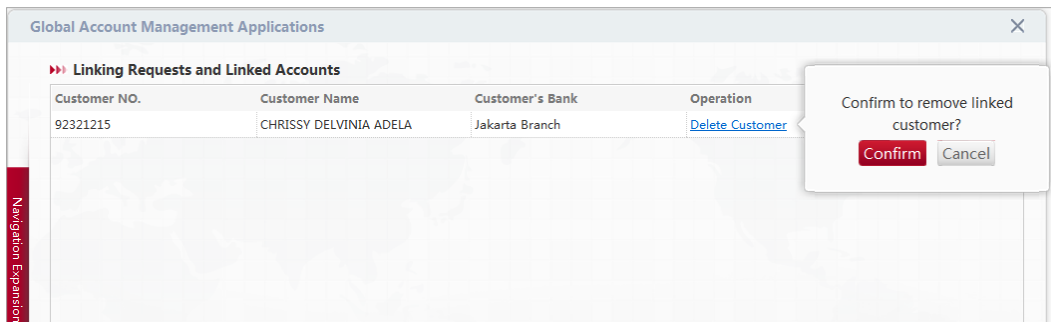 Global Account Management Applications
Linking Requests and Linked Accounts
Customer NO. Customer Name Customer's Bank Operation
92321215 CHRISSY DELVINIA ADELA Jakarta Branch Delete Customer
Confirm to remove linked
customer?
Confirm Cancel
Navigation Expansion